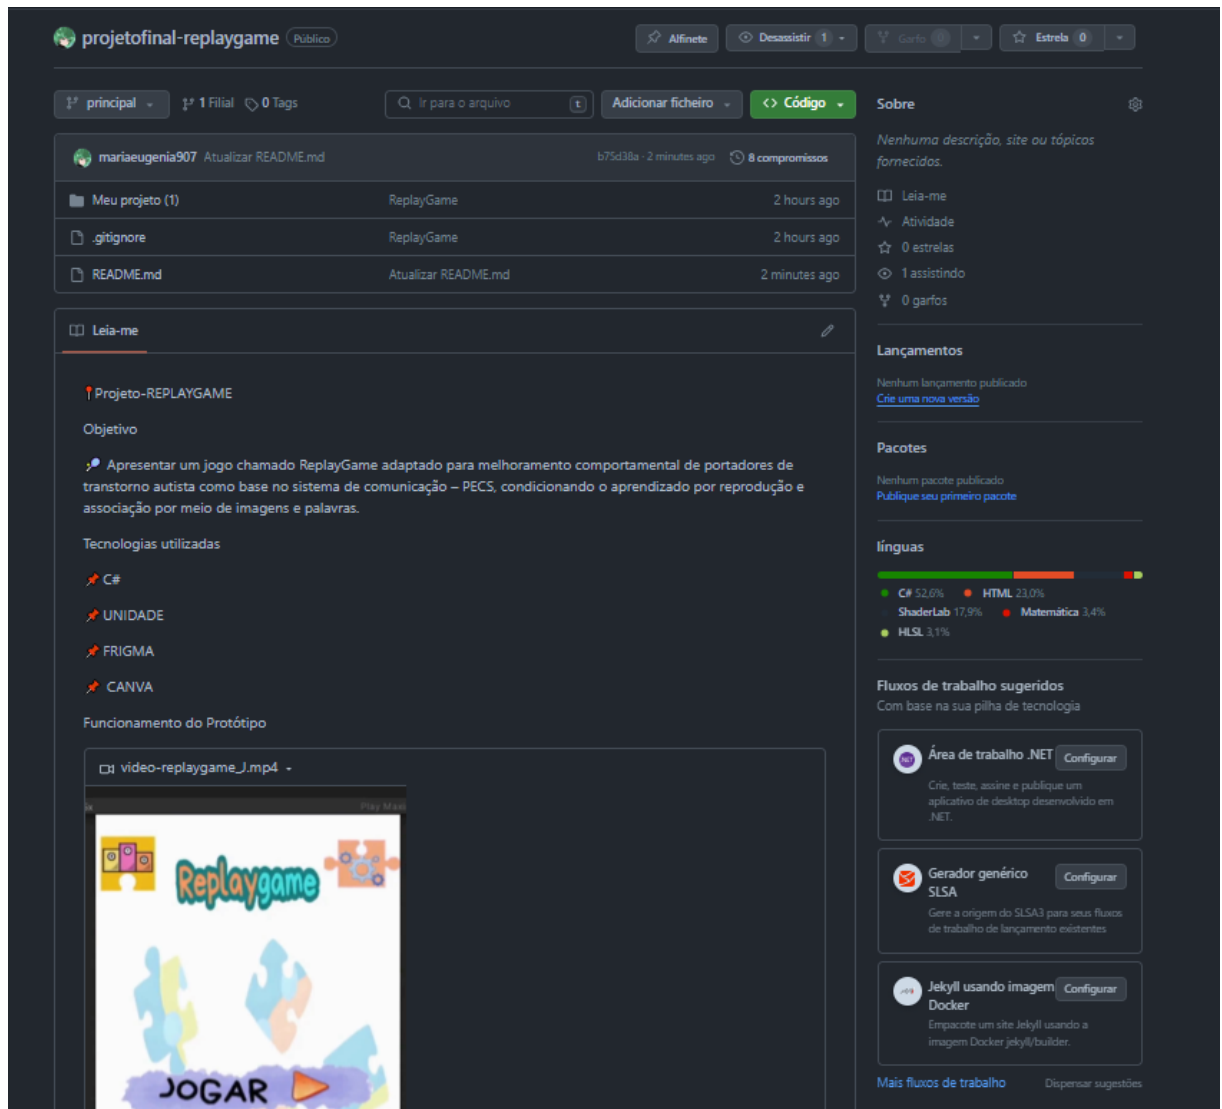 projetofinal-replaygame Público
Alfinete
Desassistir 1
Garfo 0
Estrela 0
principal
1 Filial
0 Tags
Ir para o arquivo t
Adicionar ficheiro
<> Código
mariaeugenia907 Atualizar README.md
b75d38a · 2 minutes ago
8 compromissos
Meu projeto (1) ReplayGame 2 hours ago
.gitignore ReplayGame 2 hours ago
README.md Atualizar README.md 2 minutes ago
Leia-me
Projeto-REPLAYGAME
Objetivo
Apresentar um jogo chamado ReplayGame adaptado para melhoramento comportamental de portadores de
transtorno autista como base no sistema de comunicação – PECS, condicionando o aprendizado por reprodução e
associação por meio de imagens e palavras.
Tecnologias utilizadas
C#
UNIDADE
FRIGMA
CANVA
Funcionamento do Protótipo
video-replaygame_J.mp4
Replaygame
JOGAR
Sobre
Nenhuma descrição, site ou tópicos
fornecidos.
Leia-me
Atividade
0 estrelas
1 assistindo
0 garfos
Lançamentos
Nenhum lançamento publicado
Crie uma nova versão
Pacotes
Nenhum pacote publicado
Publique seu primeiro pacote
línguas
C# 52,6% HTML 23,0%
ShaderLab 17,9% Matemática 3,4%
HLSL 3,1%
Fluxos de trabalho sugeridos
Com base na sua pilha de tecnologia
Área de trabalho .NET Configurar
Crie, teste, assine e publique um
aplicativo de desktop desenvolvido em
.NET.
Gerador genérico Configurar
SLSA
Gere a origem do SLSA3 para seus fluxos
de trabalho de lançamento existentes
Jekyll usando imagem Configurar
Docker
Empacote um site Jekyll usando a
imagem Docker jekyll/builder.
Mais fluxos de trabalho Dispensar sugestões